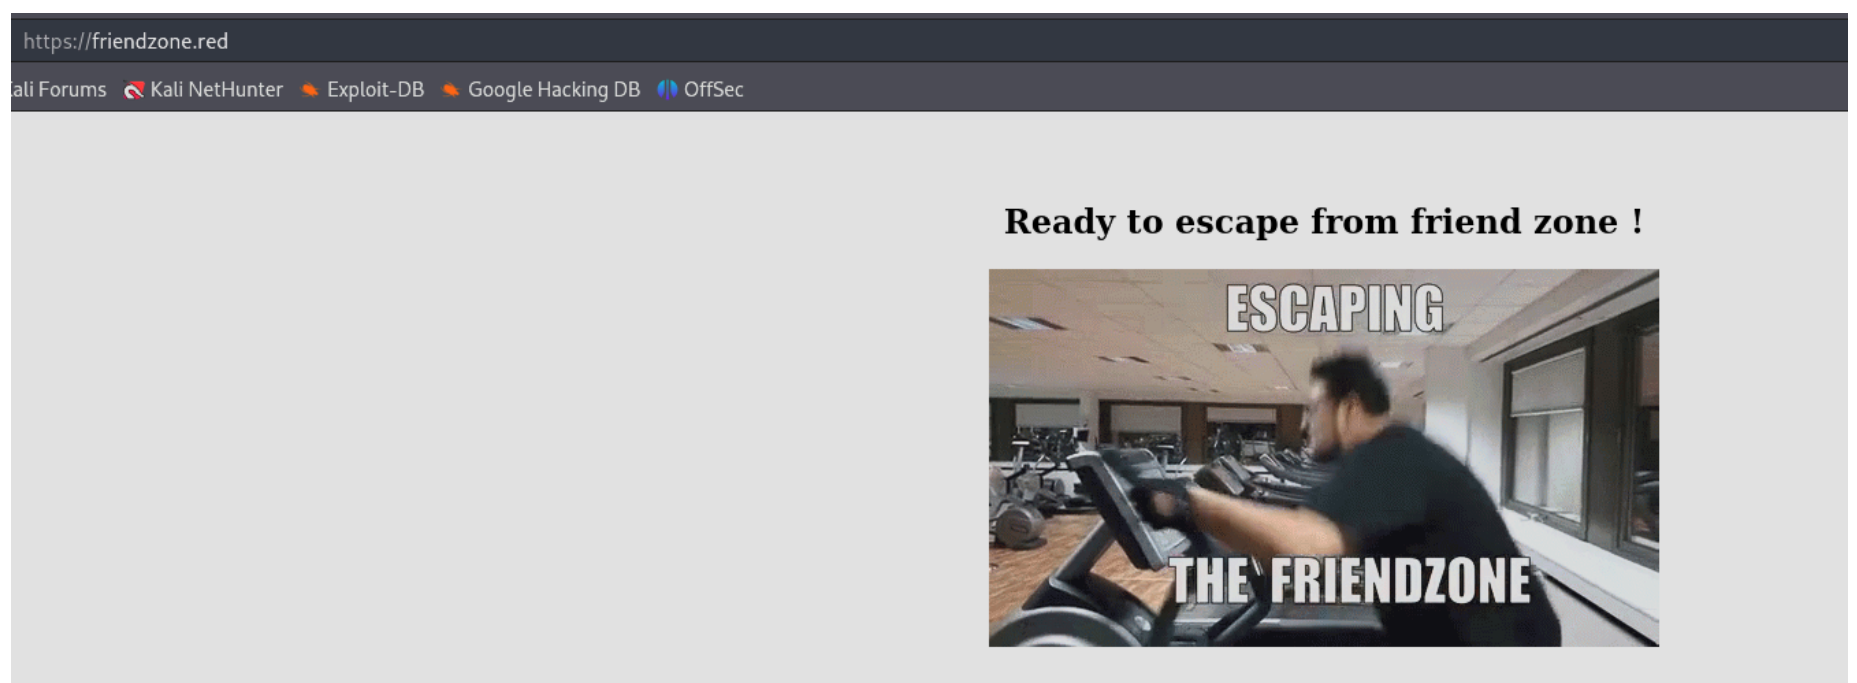 https://friendzone.red
ali Forums Kali NetHunter Exploit-DB Google Hacking DB OffSec
Ready to escape from friend zone !
ESCAPING
THE FRIENDZONE